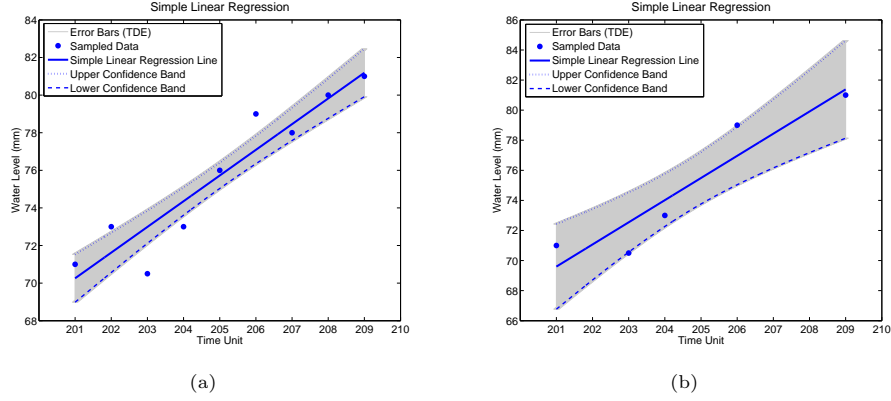 Simple Linear Regression
Error Bars (TDE)
Sampled Data
Simple Linear Regression Line
Upper Confidence Band
Lower Confidence Band
84
82
80
78
76
74
72
70
68
Water Level (mm)
201 202 203 204 205 206 207 208 209 210
Time Unit
(a)
Simple Linear Regression
Error Bars (TDE)
Sampled Data
Simple Linear Regression Line
Upper Confidence Band
Lower Confidence Band
86
84
82
80
78
76
74
72
70
68
66
Water Level (mm)
201 202 203 204 205 206 207 208 209 210
Time Unit
(b)